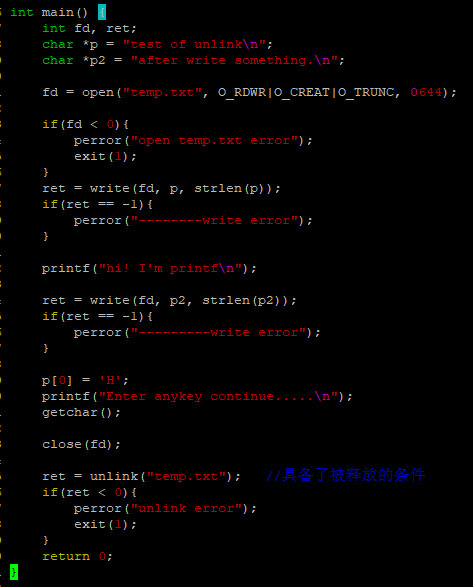 int main() {
int fd, ret;
char *p = "test of unlink\n";
char *p2 = "after write something.\n";
fd = open("temp.txt", O_RDWR|O_CREAT|O_TRUNC, 0644);
if(fd < 0){
perror("open temp.txt error");
exit(1);
}
ret = write(fd, p, strlen(p));
if(ret == -1){
perror("--------write error");
}
printf("hi! I'm printf\n");
ret = write(fd, p2, strlen(p2));
if(ret == -1){
perror("---------write error");
}
p[0] = 'H';
printf("Enter anykey continue.....\n");
getchar();
close(fd);
ret = unlink("temp.txt");   //具备了被释放的条件
if(ret < 0){
perror("unlink error");
exit(1);
}
return 0;
}